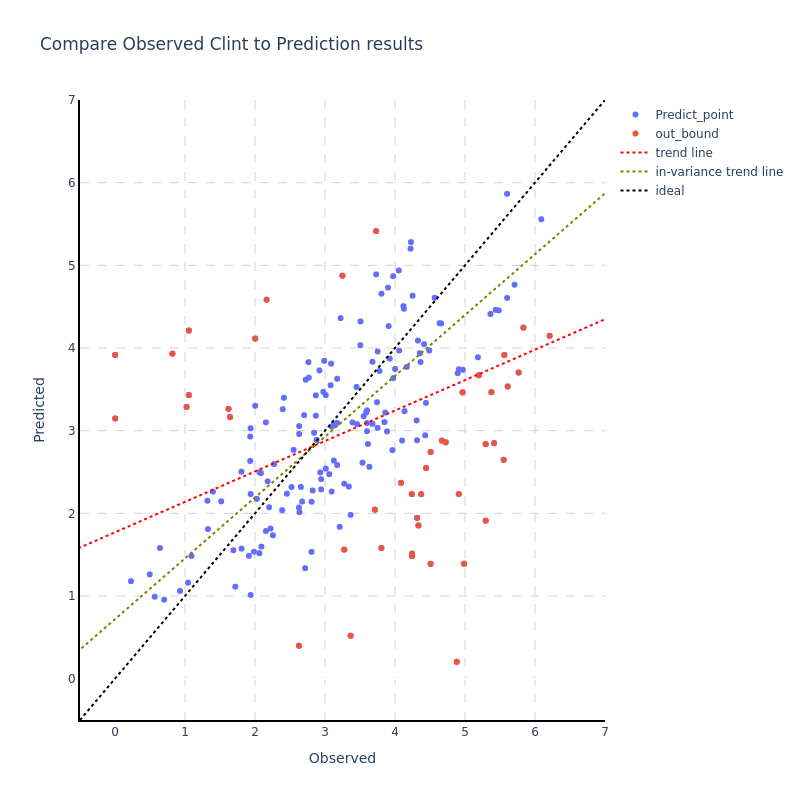 Compare Observed Clint to Prediction results
7
6
5
4
3
2
1
0
Predicted
0
1
2
3
4
5
6
7
Observed
Predict_point
out_bound
trend line
in-variance trend line
ideal